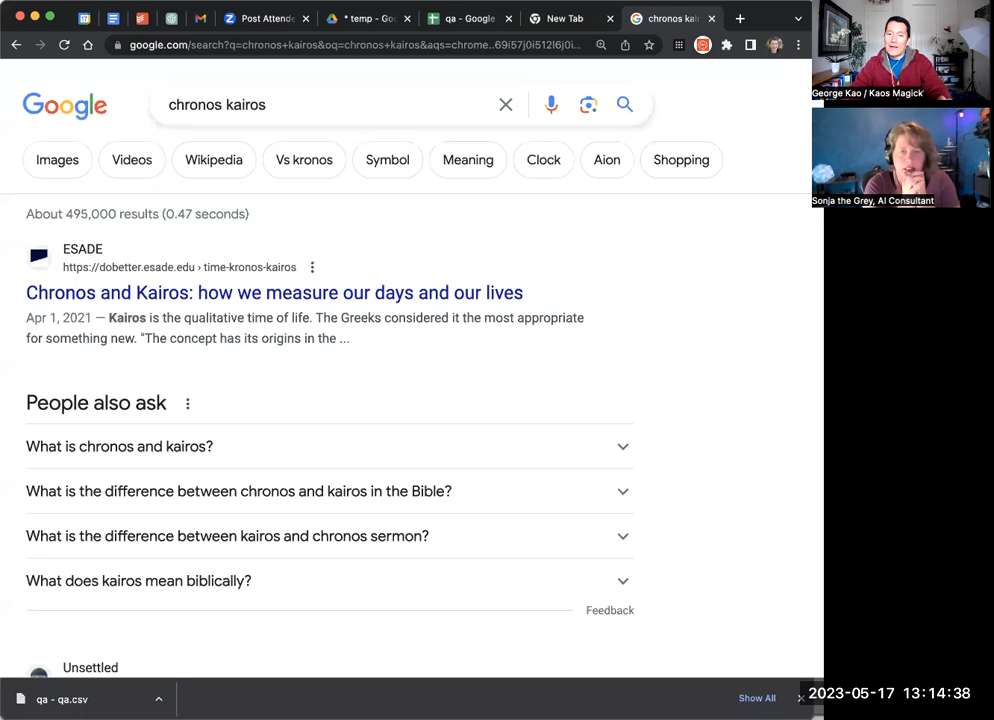 Post Attende
* temp - Goo
qa - Google
New Tab
chronos kai
google.com/search?q=chronos+kairos&oq=chronos+kairos&aqs=chrome..69i57j0i512l6j0i...
Google
chronos kairos
Images
Videos
Wikipedia
Vs kronos
Symbol
Meaning
Clock
Aion
Shopping
About 495,000 results (0.47 seconds)
ESADE
https://dobetter.esade.edu › time-kronos-kairos
Chronos and Kairos: how we measure our days and our lives
Apr 1, 2021 — Kairos is the qualitative time of life. The Greeks considered it the most appropriate
for something new. "The concept has its origins in the ...
People also ask
What is chronos and kairos?
What is the difference between chronos and kairos in the Bible?
What is the difference between kairos and chronos sermon?
What does kairos mean biblically?
Feedback
Unsettled
qa - qa.csv
Show All
George Kao / Kaos Magick
Sonja the Grey, AI Consultant
2023-05-17 13:14:38